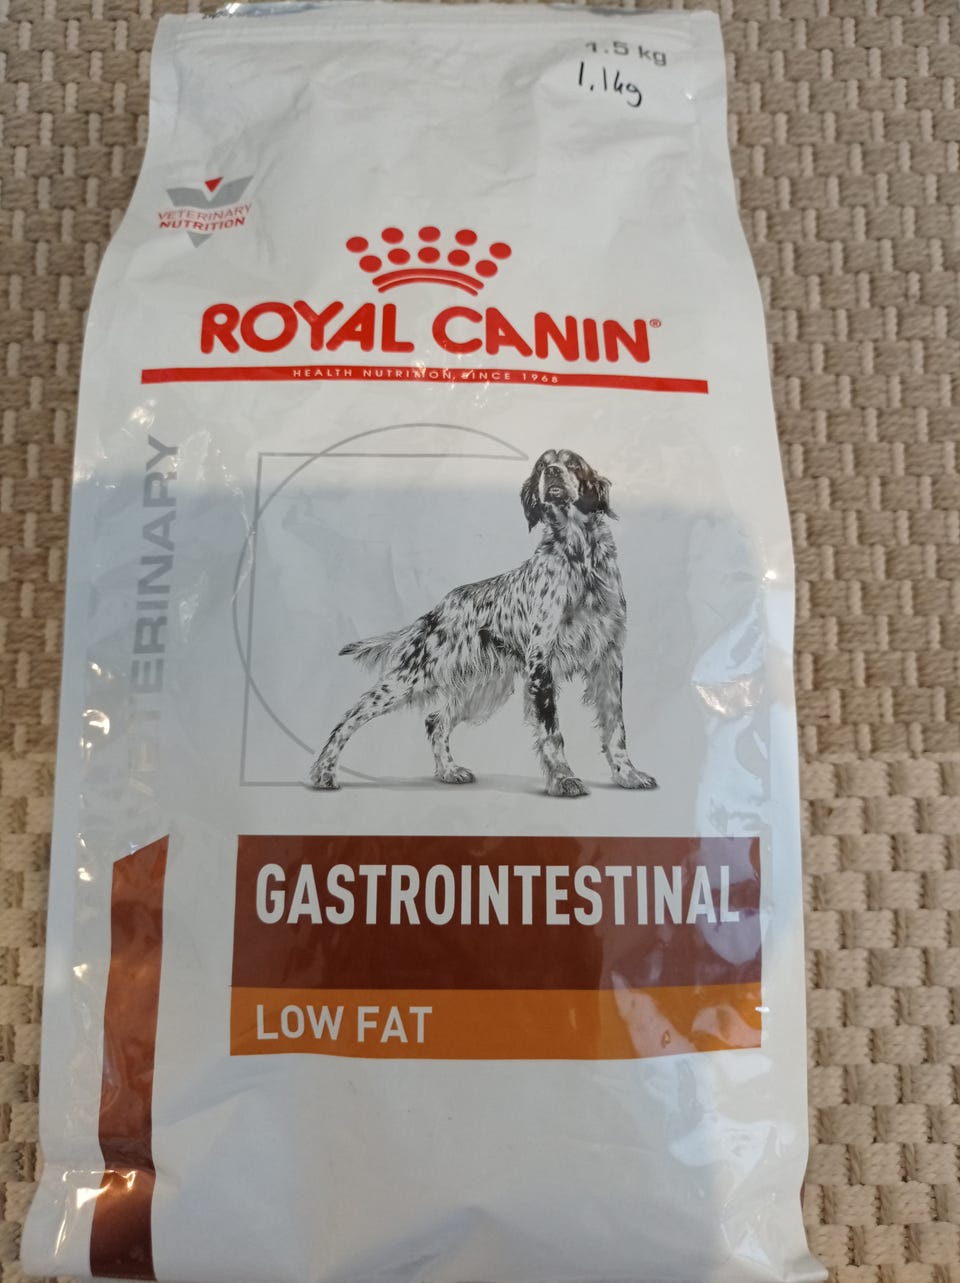 1.5 kg
1.1kg
VETERINARY
NUTRITION
ROYAL CANIN®
HEALTH NUTRITION, SINCE 1968
VETERINARY
GASTROINTESTINAL
LOW FAT